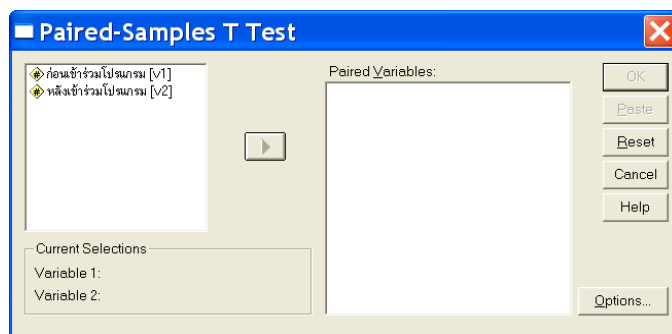 Paired-Samples T Test
ก่อนเข้าร่วมโปรแกรม [v1]
หลังเข้าร่วมโปรแกรม [v2]
Paired Variables:
OK
Paste
Reset
Cancel
Help
Current Selections
Variable 1:
Variable 2:
Options...